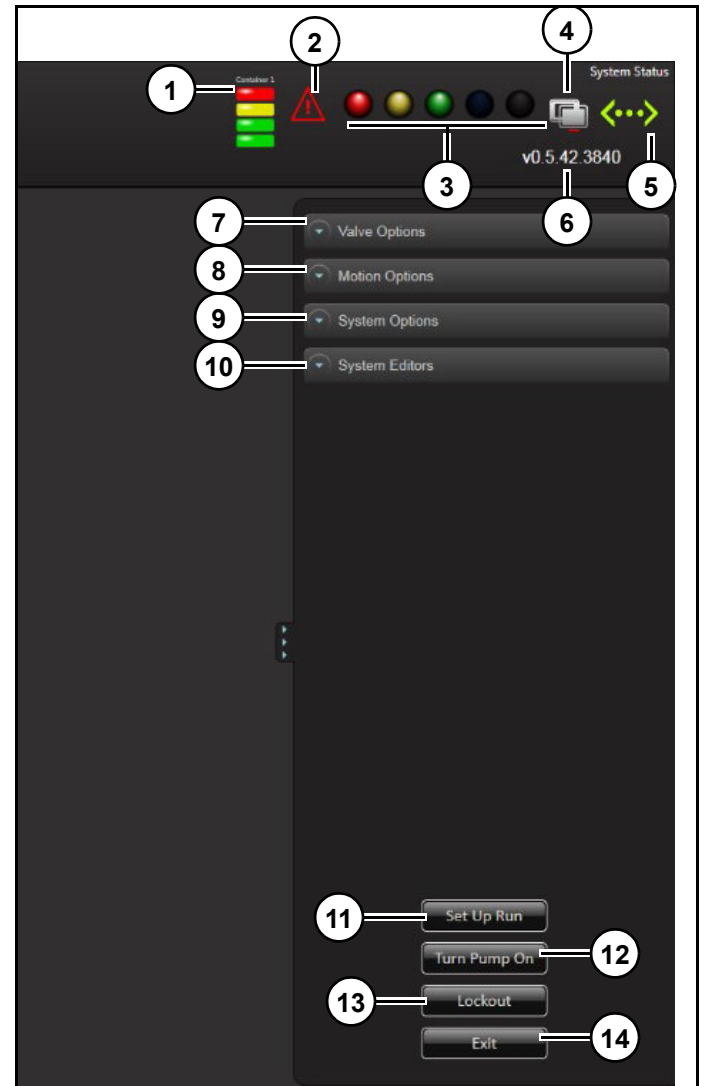 2
4
1
Container 1
System Status
3
v0.5.42.3840
6
5
7
Valve Options
8
Motion Options
9
System Options
10
System Editors
11
Set Up Run
Turn Pump On
12
13
Lockout
Exit
14